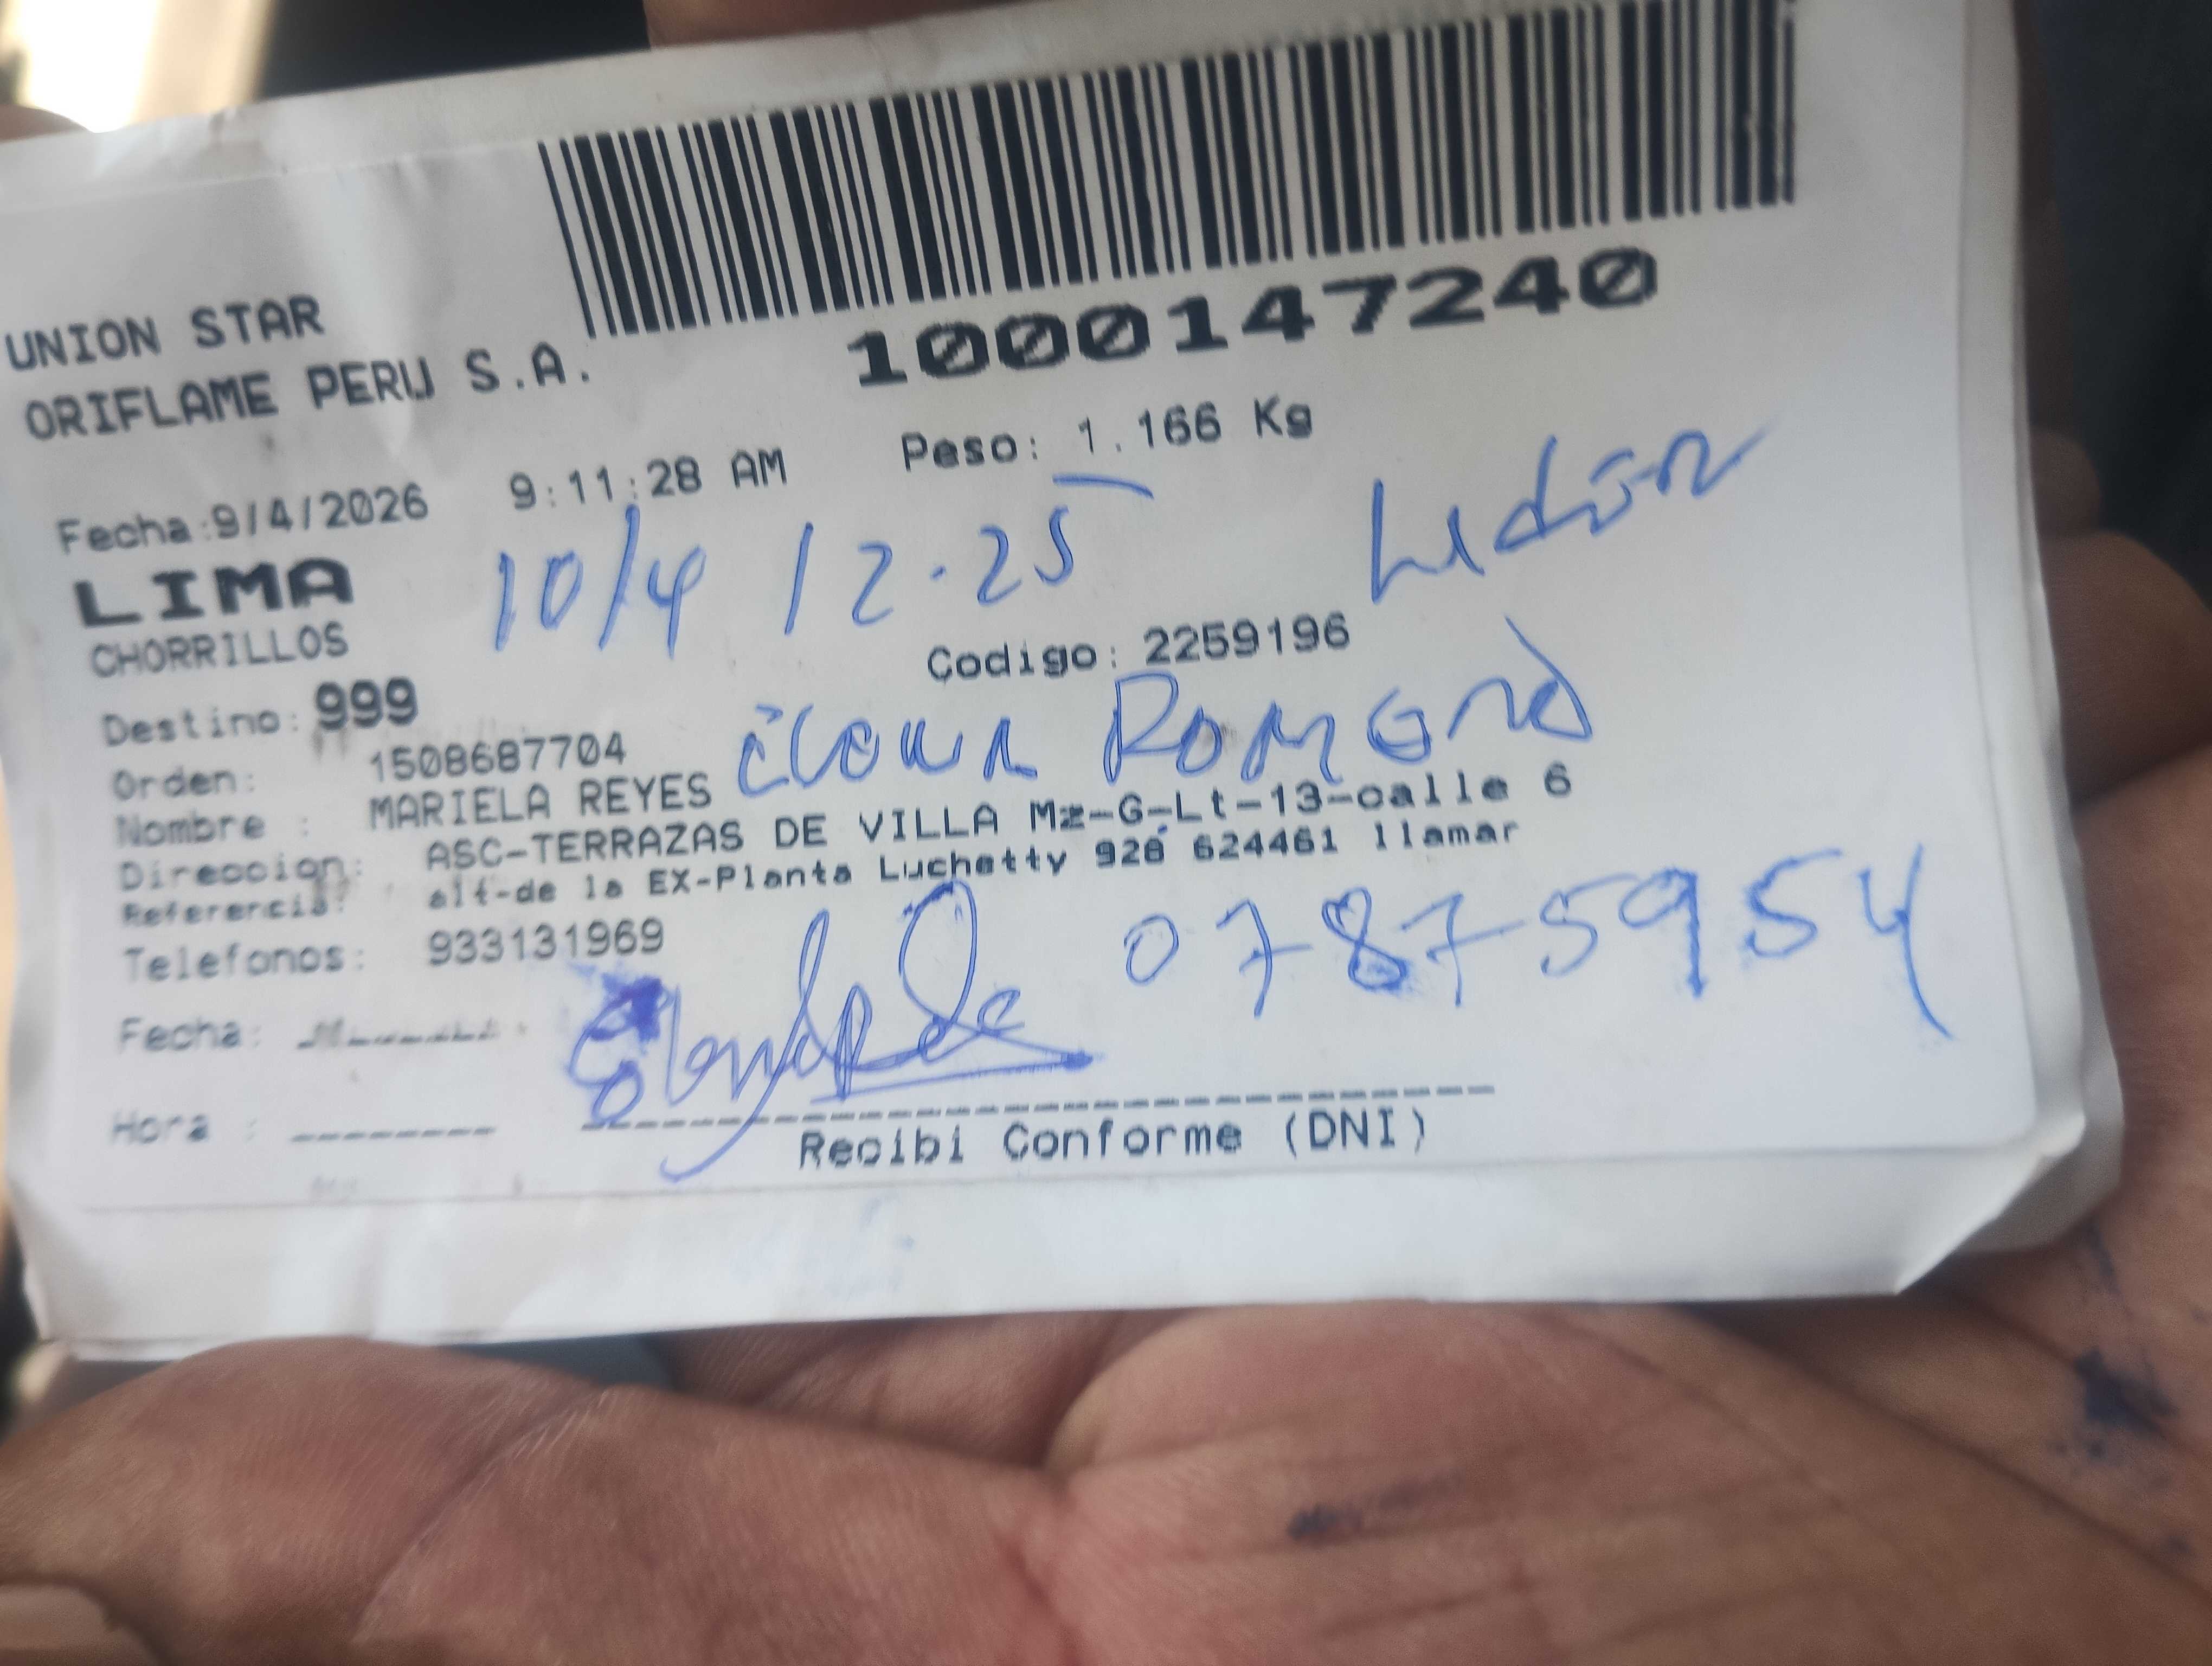 1000147240
UNION STAR
ORIFLAME PERU S.A.
Fecha:9/4/2026 9:11:28 AM Peso: 1.166 Kg
LIMA 10/4 12.25
CHORRILLOS Codigo: 2259196
Destino: 999
Orden: 1508687704
Nombre : MARIELA REYES
Direccion: ASC-TERRAZAS DE VILLA Mz-G-Lt-13-calle 6
Referencia: alt-de la EX-Planta Luchetty 926 624461 llamar
Telefonos: 933131969
07875954
Fecha:
Hora :
Recibi Conforme (DNI)